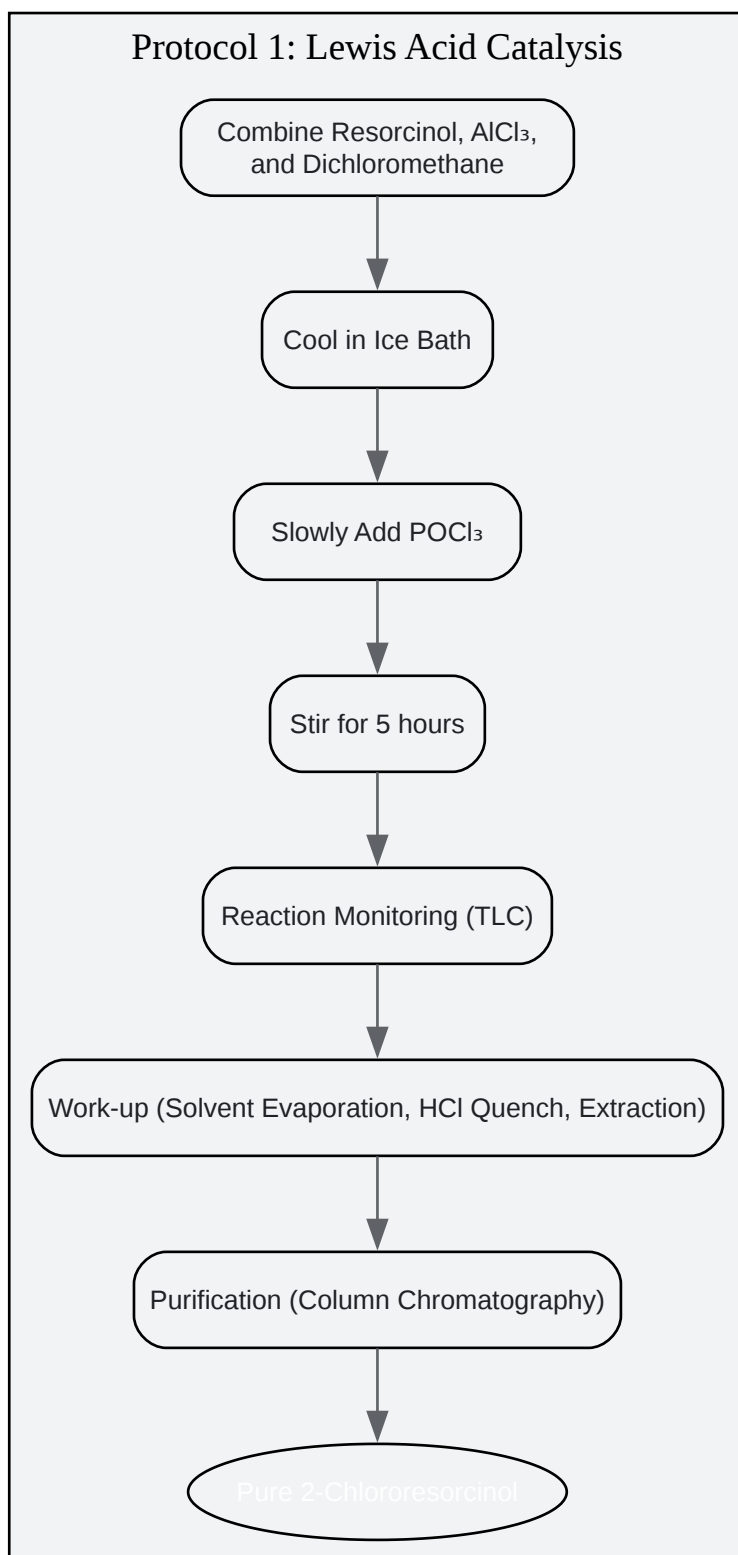 Protocol 1: Lewis Acid Catalysis
Combine Resorcinol, AlCl₃,
and Dichloromethane
Cool in Ice Bath
Slowly Add POCl₃
Stir for 5 hours
Reaction Monitoring (TLC)
Work-up (Solvent Evaporation, HCl Quench, Extraction)
Purification (Column Chromatography)
Pure 2-Chlororesorcinol